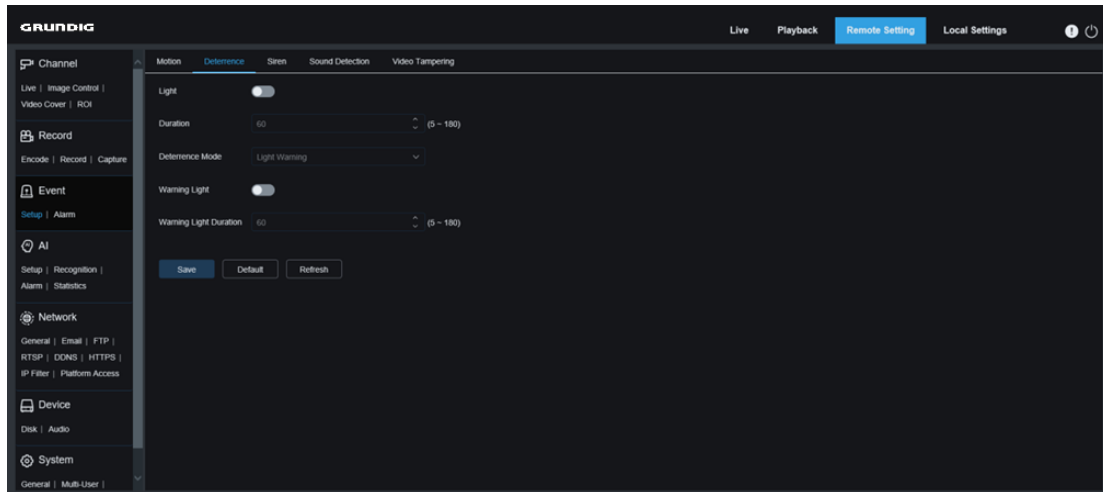 GRUNDIG
Live Playback Remote Setting Local Settings
Channel
Live | Image Control |
Video Cover | ROI
Record
Encode | Record | Capture
Event
Setup | Alarm
AI
Setup | Recognition |
Alarm | Statistics
Network
General | Email | FTP |
RTSP | DDNS | HTTPS |
IP Filter | Platform Access
Device
Disk | Audio
System
General | Multi-User |
Motion Deterrence Siren Sound Detection Video Tampering
Light
Duration 60 (5 ~ 180)
Deterrence Mode Light Warning
Warning Light
Warning Light Duration 60 (5 ~ 180)
Save Default Refresh